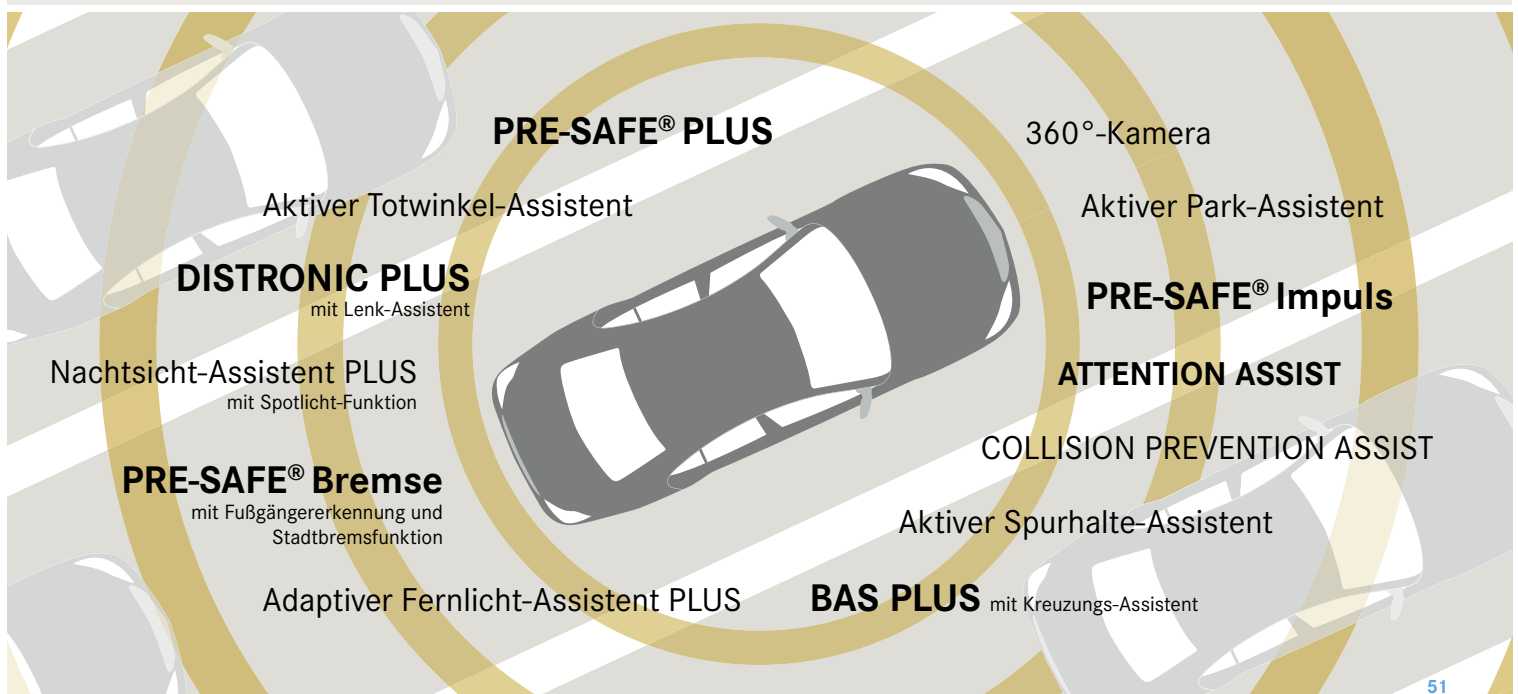 PRE-SAFE® PLUS
360°-Kamera
Aktiver Totwinkel-Assistent
Aktiver Park-Assistent
DISTRONIC PLUS
mit Lenk-Assistent
PRE-SAFE® Impuls
Nachtsicht-Assistent PLUS
mit Spotlicht-Funktion
ATTENTION ASSIST
COLLISION PREVENTION ASSIST
PRE-SAFE® Bremse
mit Fußgängererkennung und
Stadtbremsfunktion
Aktiver Spurhalte-Assistent
Adaptiver Fernlicht-Assistent PLUS
BAS PLUS mit Kreuzungs-Assistent
51